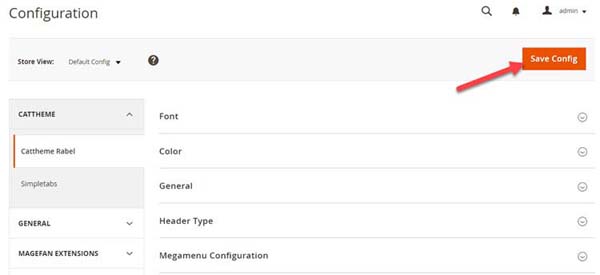 Configuration
admin
Store View: Default Config ?
Save Config
CATTHEME
Cattheme Rabel
Simpletabs
GENERAL
MAGEFAN EXTENSIONS
Font
Color
General
Header Type
Megamenu Configuration